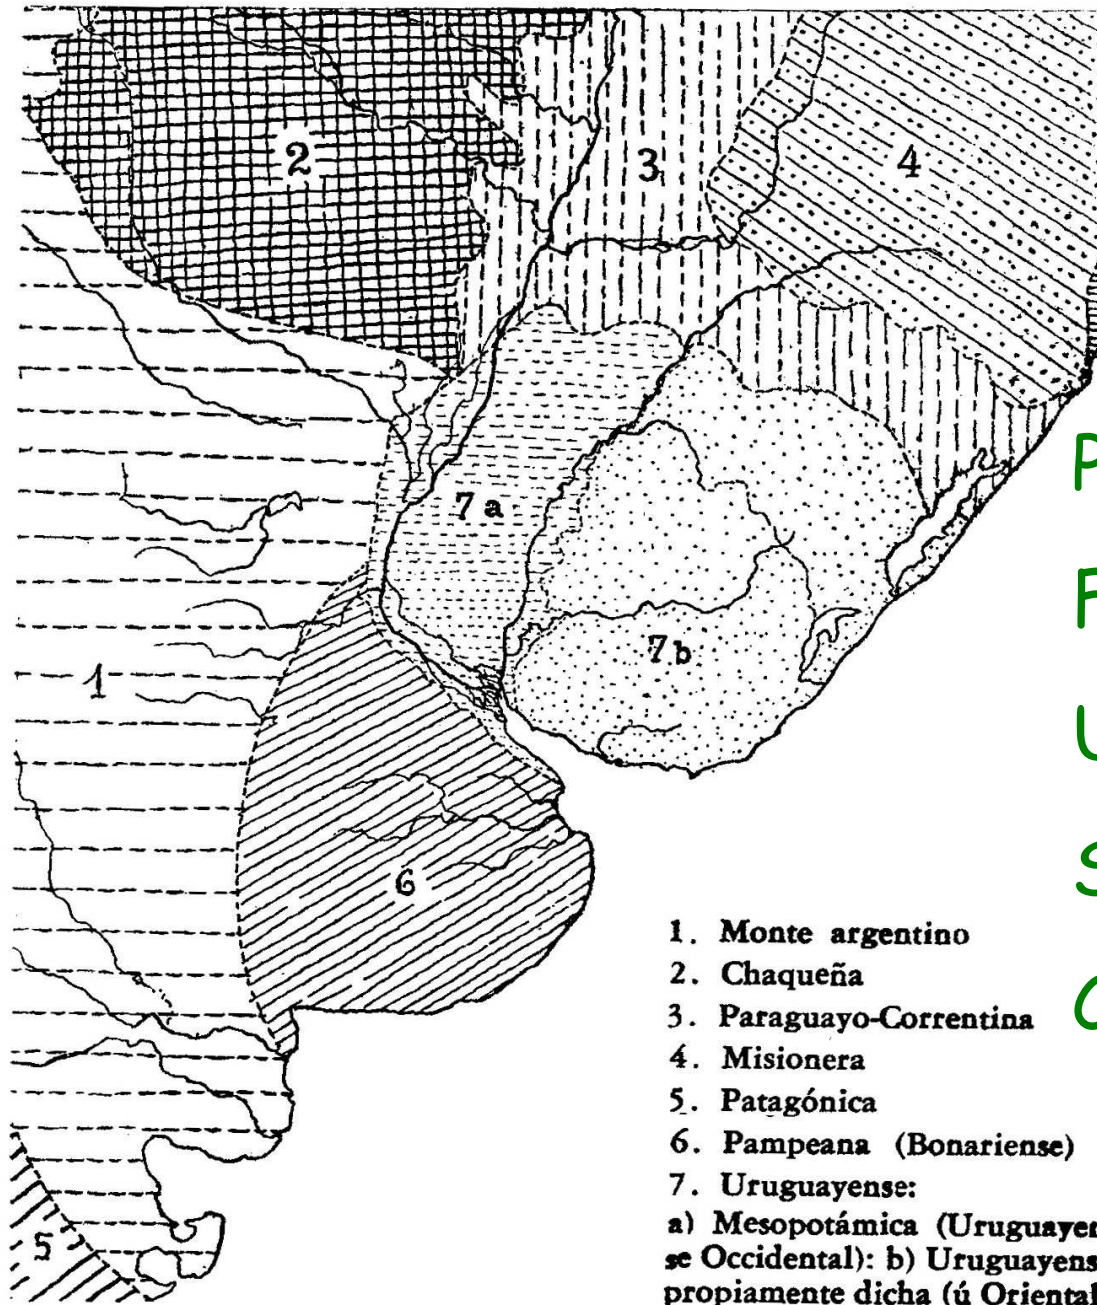 2
3
4
7 a
7 b
1
6
5
1. Monte argentino
2. Chaqueña
3. Paraguayo-Correntina
4. Misionera
5. Patagónica
6. Pampeana (Bonariense)
7. Uruguayense:
a) Mesopotámica (Uruguayen
se Occidental): b) Uruguayens
propiamente dicha (ú Oriental
P
F
U
S